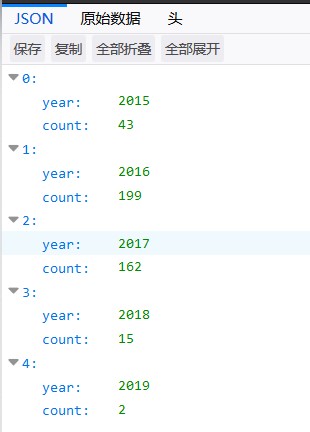 JSON 原始数据 头
保存 复制 全部折叠 全部展开
0:
year: 2015
count: 43
1:
year: 2016
count: 199
2:
year: 2017
count: 162
3:
year: 2018
count: 15
4:
year: 2019
count: 2